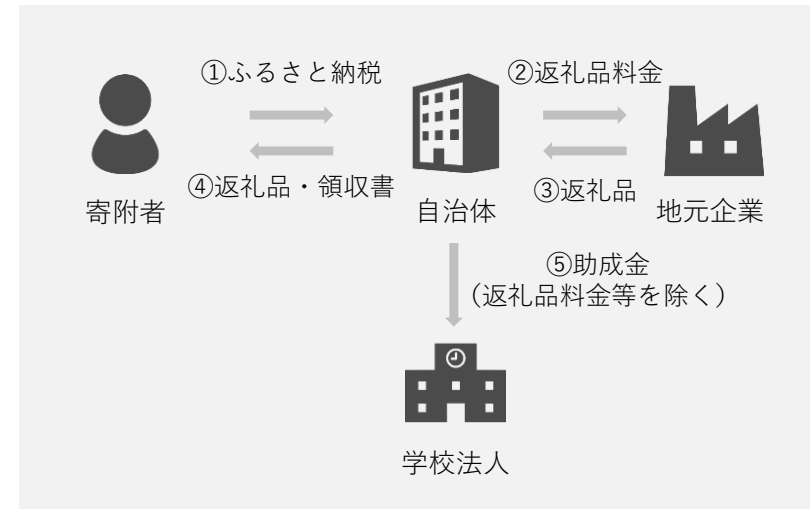 ①ふるさと納税
②返礼品料金
④返礼品・領収書
③返礼品
寄附者
自治体
地元企業
⑤助成金
（返礼品料金等を除く）
学校法人